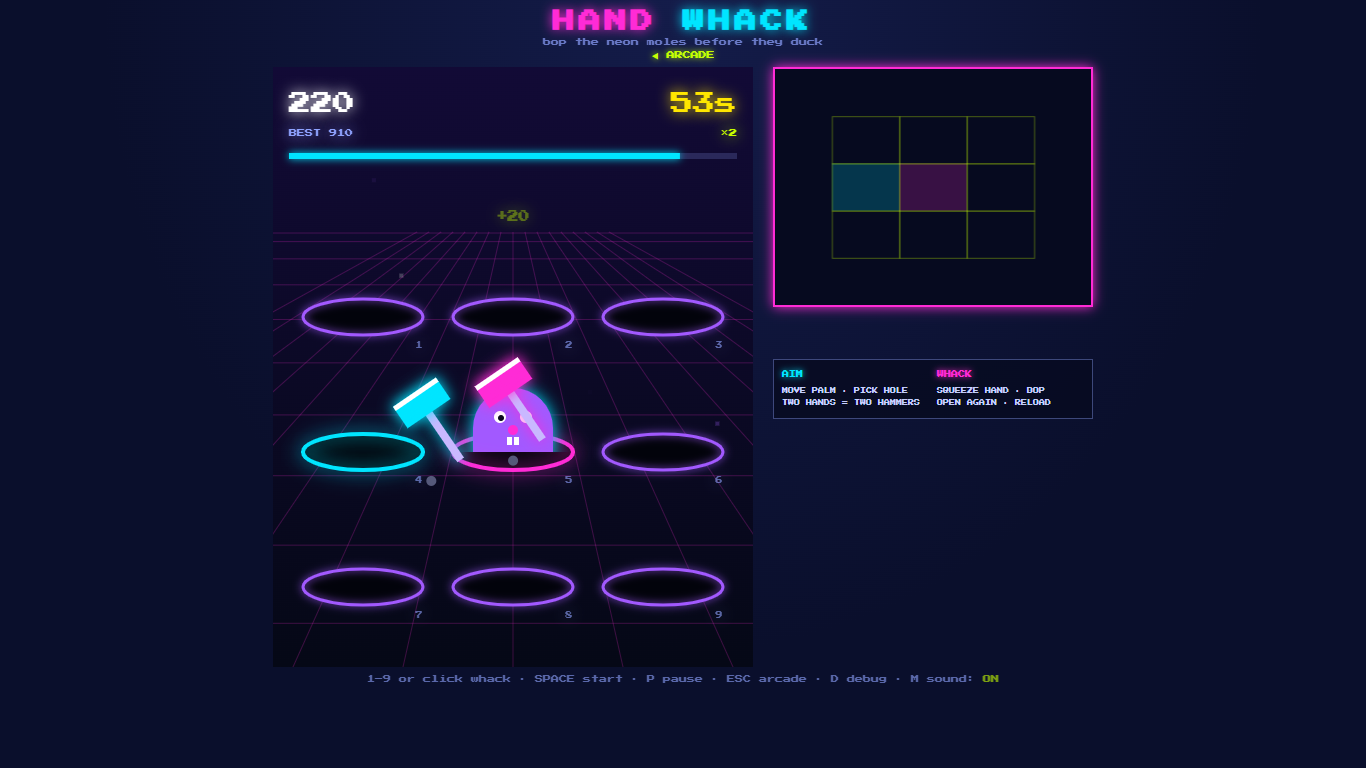 HAND WHACK
bop the neon moles before they duck
◄ ARCADE
220
53s
BEST 910
×2
+20
1
2
3
4
5
6
7
8
9
AIM
MOVE PALM · PICK HOLE
TWO HANDS = TWO HAMMERS
WHACK
SQUEEZE HAND · BOP
OPEN AGAIN · RELOAD
1-9 or click whack · SPACE start · P pause · ESC arcade · D debug · M sound: ON